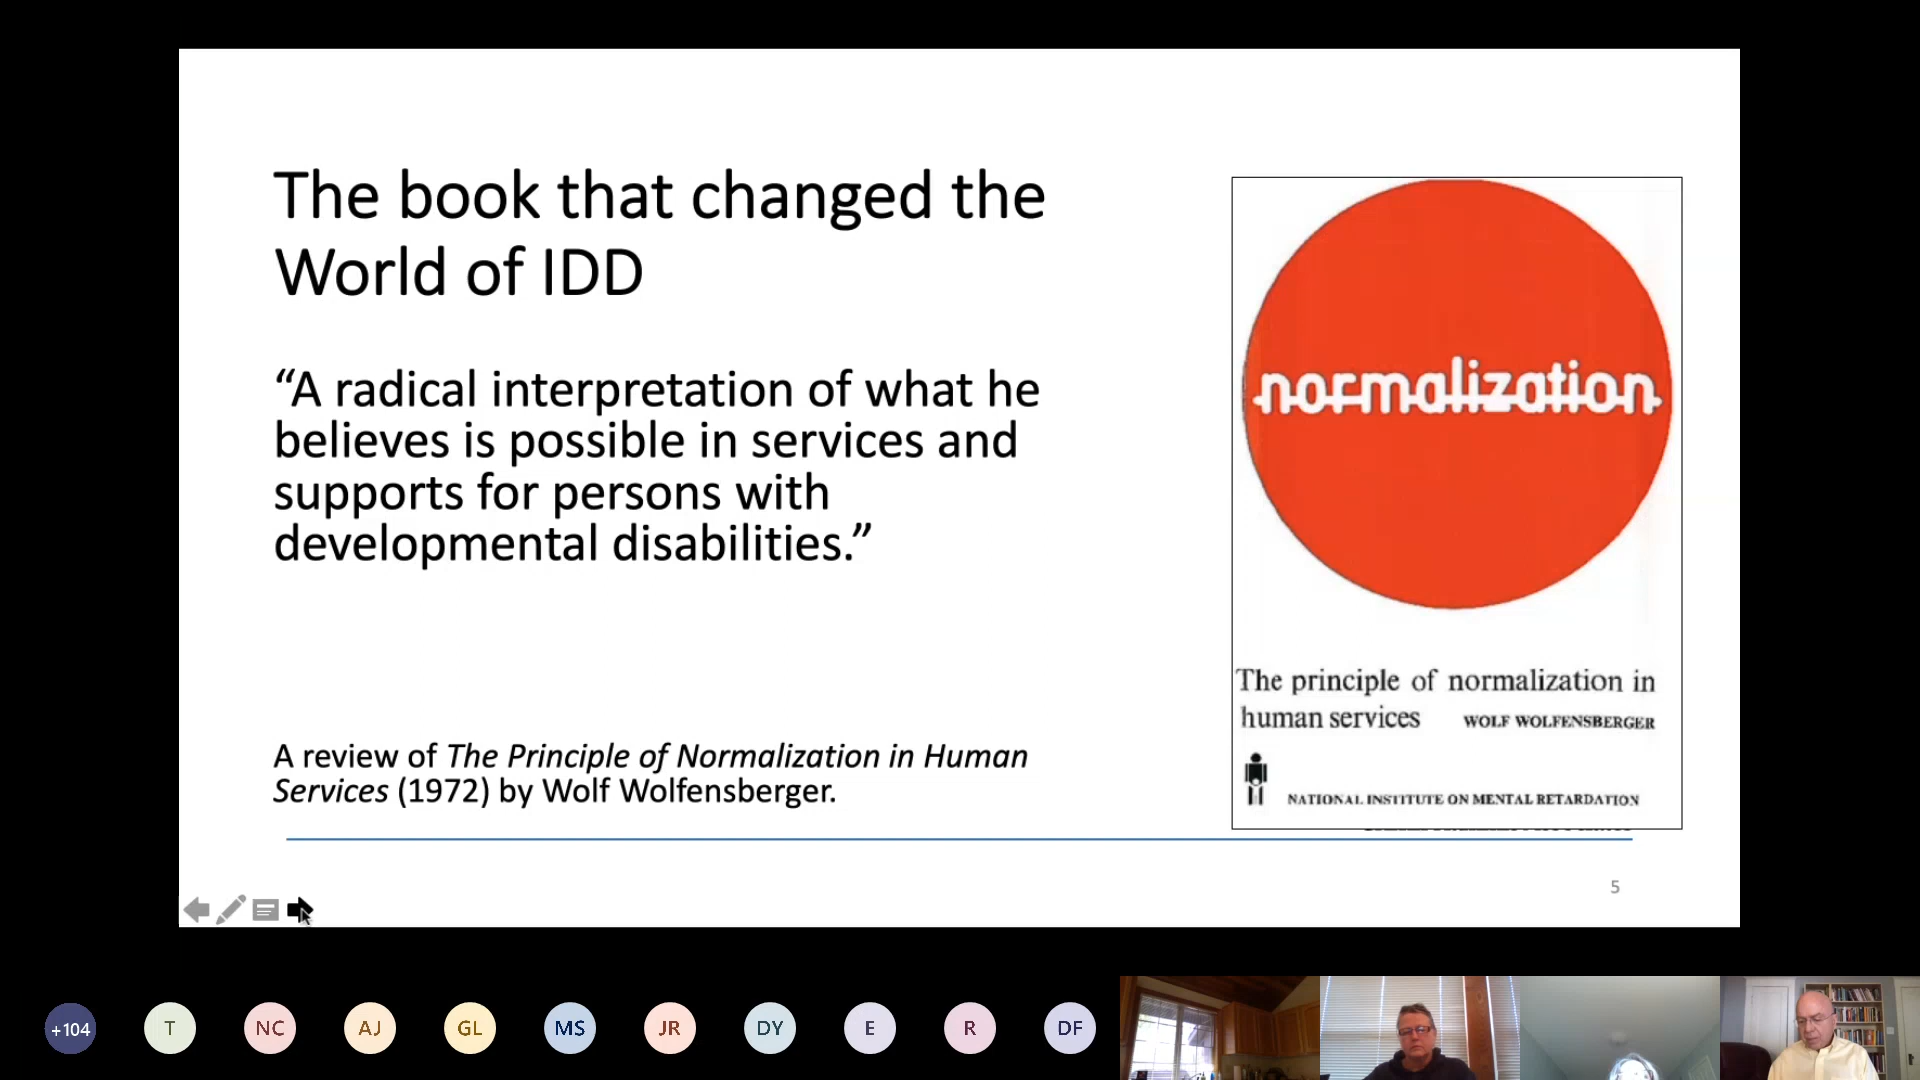 The book that changed the
World of IDD
“A radical interpretation of what he
believes is possible in services and
supports for persons with
developmental disabilities.”
A review of The Principle of Normalization in Human
Services (1972) by Wolf Wolfensberger.
normalization
The principle of normalization in
human services WOLF WOLFENSBERGER
NATIONAL INSTITUTE ON MENTAL RETARDATION
5
+104 T NC AJ GL MS JR DY E R DF